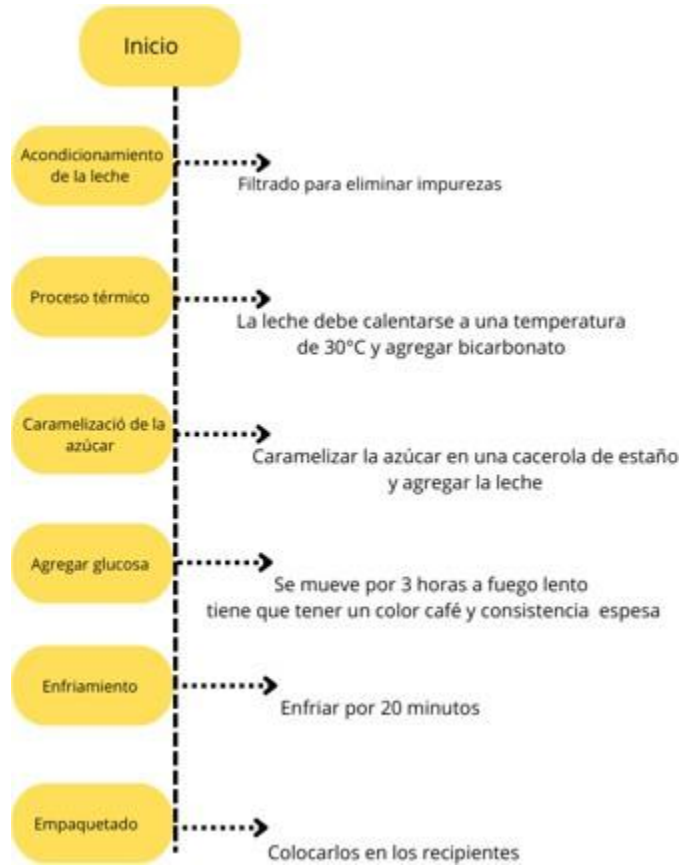 Inicio
Acondicionamiento
de la leche
Filtrado para eliminar impurezas
Proceso térmico
La leche debe calentarse a una temperatura
de 30°C y agregar bicarbonato
Caramelizació de la
azúcar
Caramelizar la azúcar en una cacerola de estaño
y agregar la leche
Agregar glucosa
Se mueve por 3 horas a fuego lento
tiene que tener un color café y consistencia espesa
Enfriamiento
Enfriar por 20 minutos
Empaquetado
Colocarlos en los recipientes